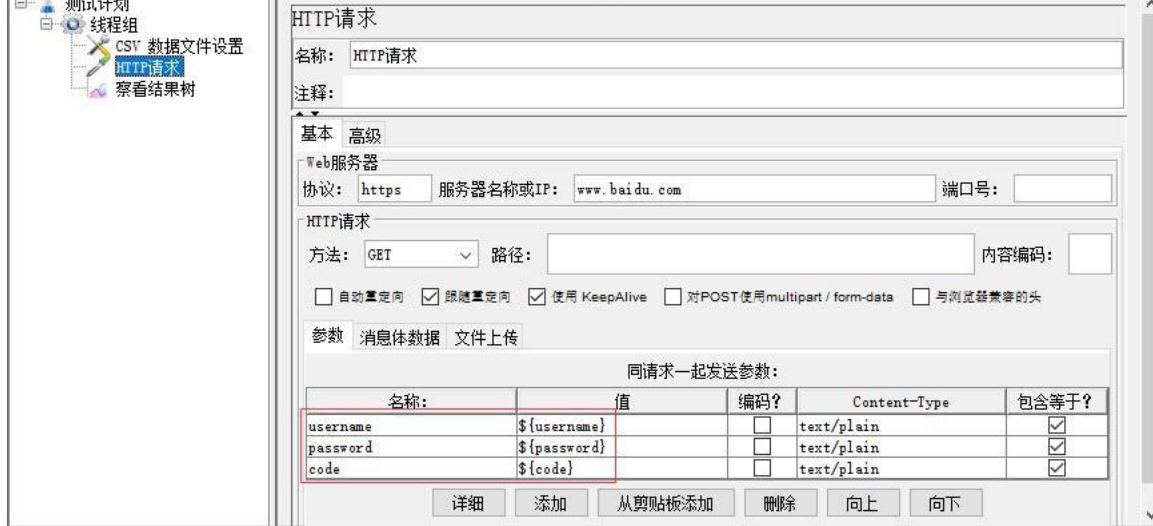 测试计划
线程组
CSV 数据文件设置
HTTP请求
察看结果树
HTTP请求
名称： HTTP请求
注释：
基本 高级
Web服务器
协议： https 服务器名称或IP： www.baidu.com 端口号：
HTTP请求
方法： GET 路径： 内容编码：
自动重定向 跟随重定向 使用 KeepAlive 对POST使用multipart / form-data 与浏览器兼容的头
参数 消息体数据 文件上传
同请求一起发送参数：
名称： 值 编码？ Content-Type 包含等于？
username ${username} text/plain
password ${password} text/plain
code ${code} text/plain
详细 添加 从剪贴板添加 删除 向上 向下